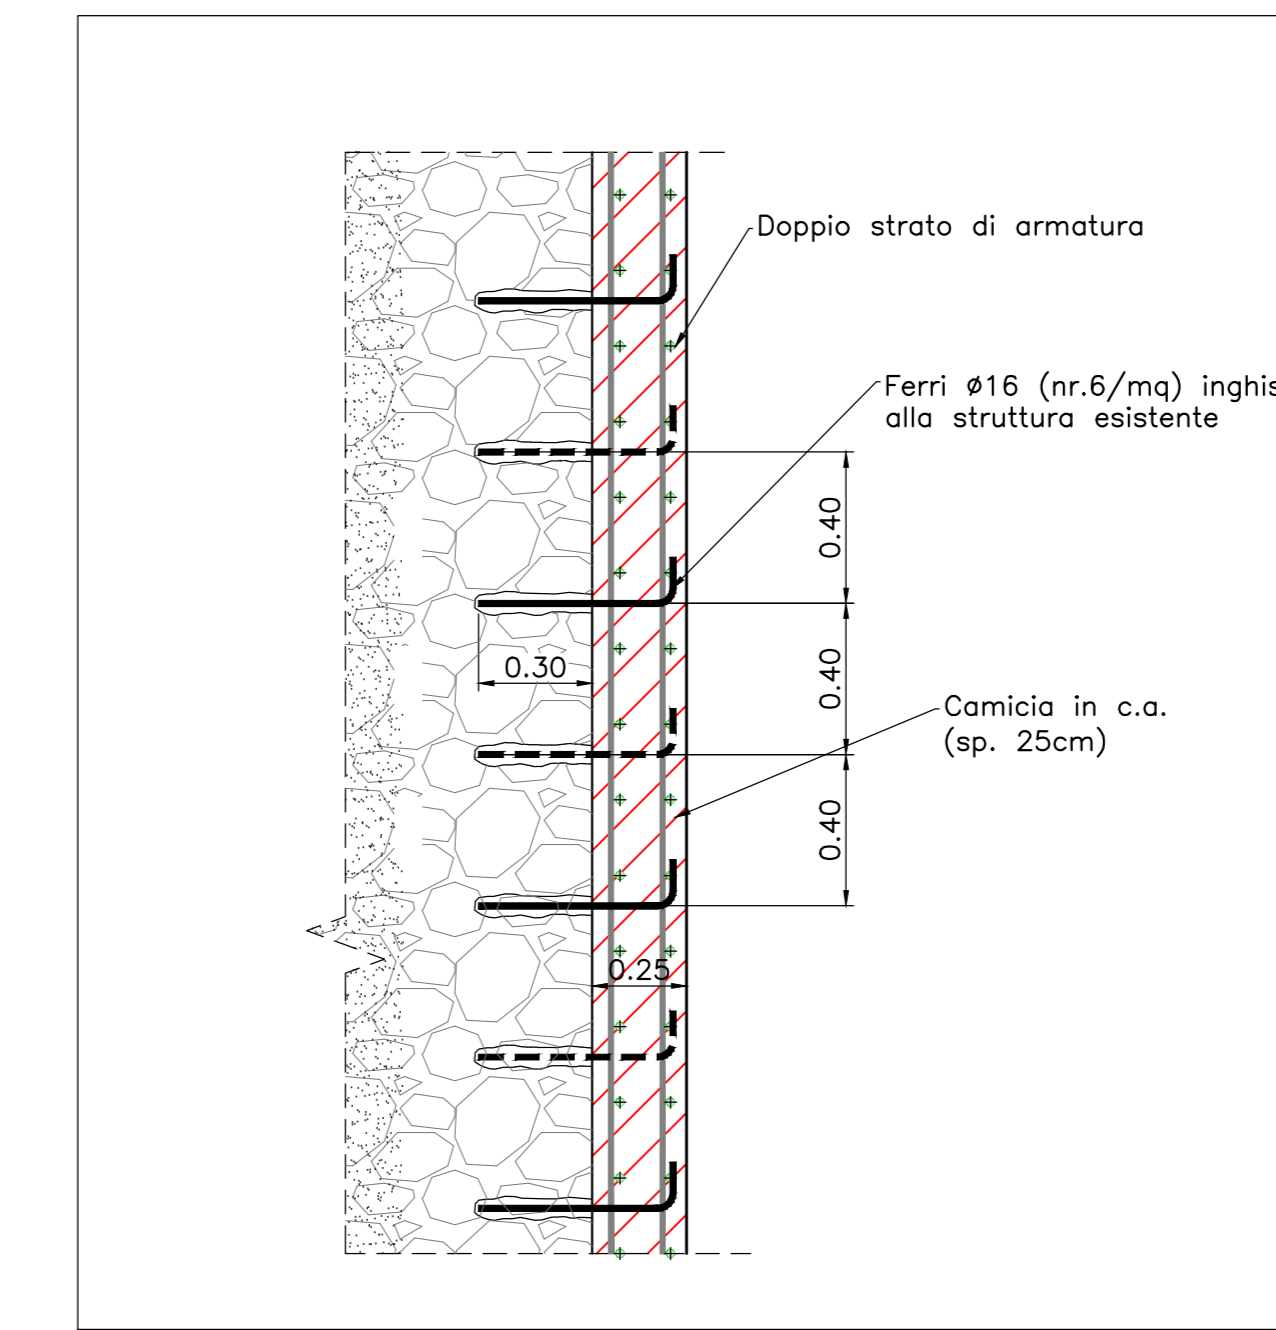 Doppio strato di armatura
Ferri ø16 (nr.6/mq) inghis
alla struttura esistente
0.40
0.40
0.30
Camicia in c.a.
(sp. 25cm)
0.40
0.25